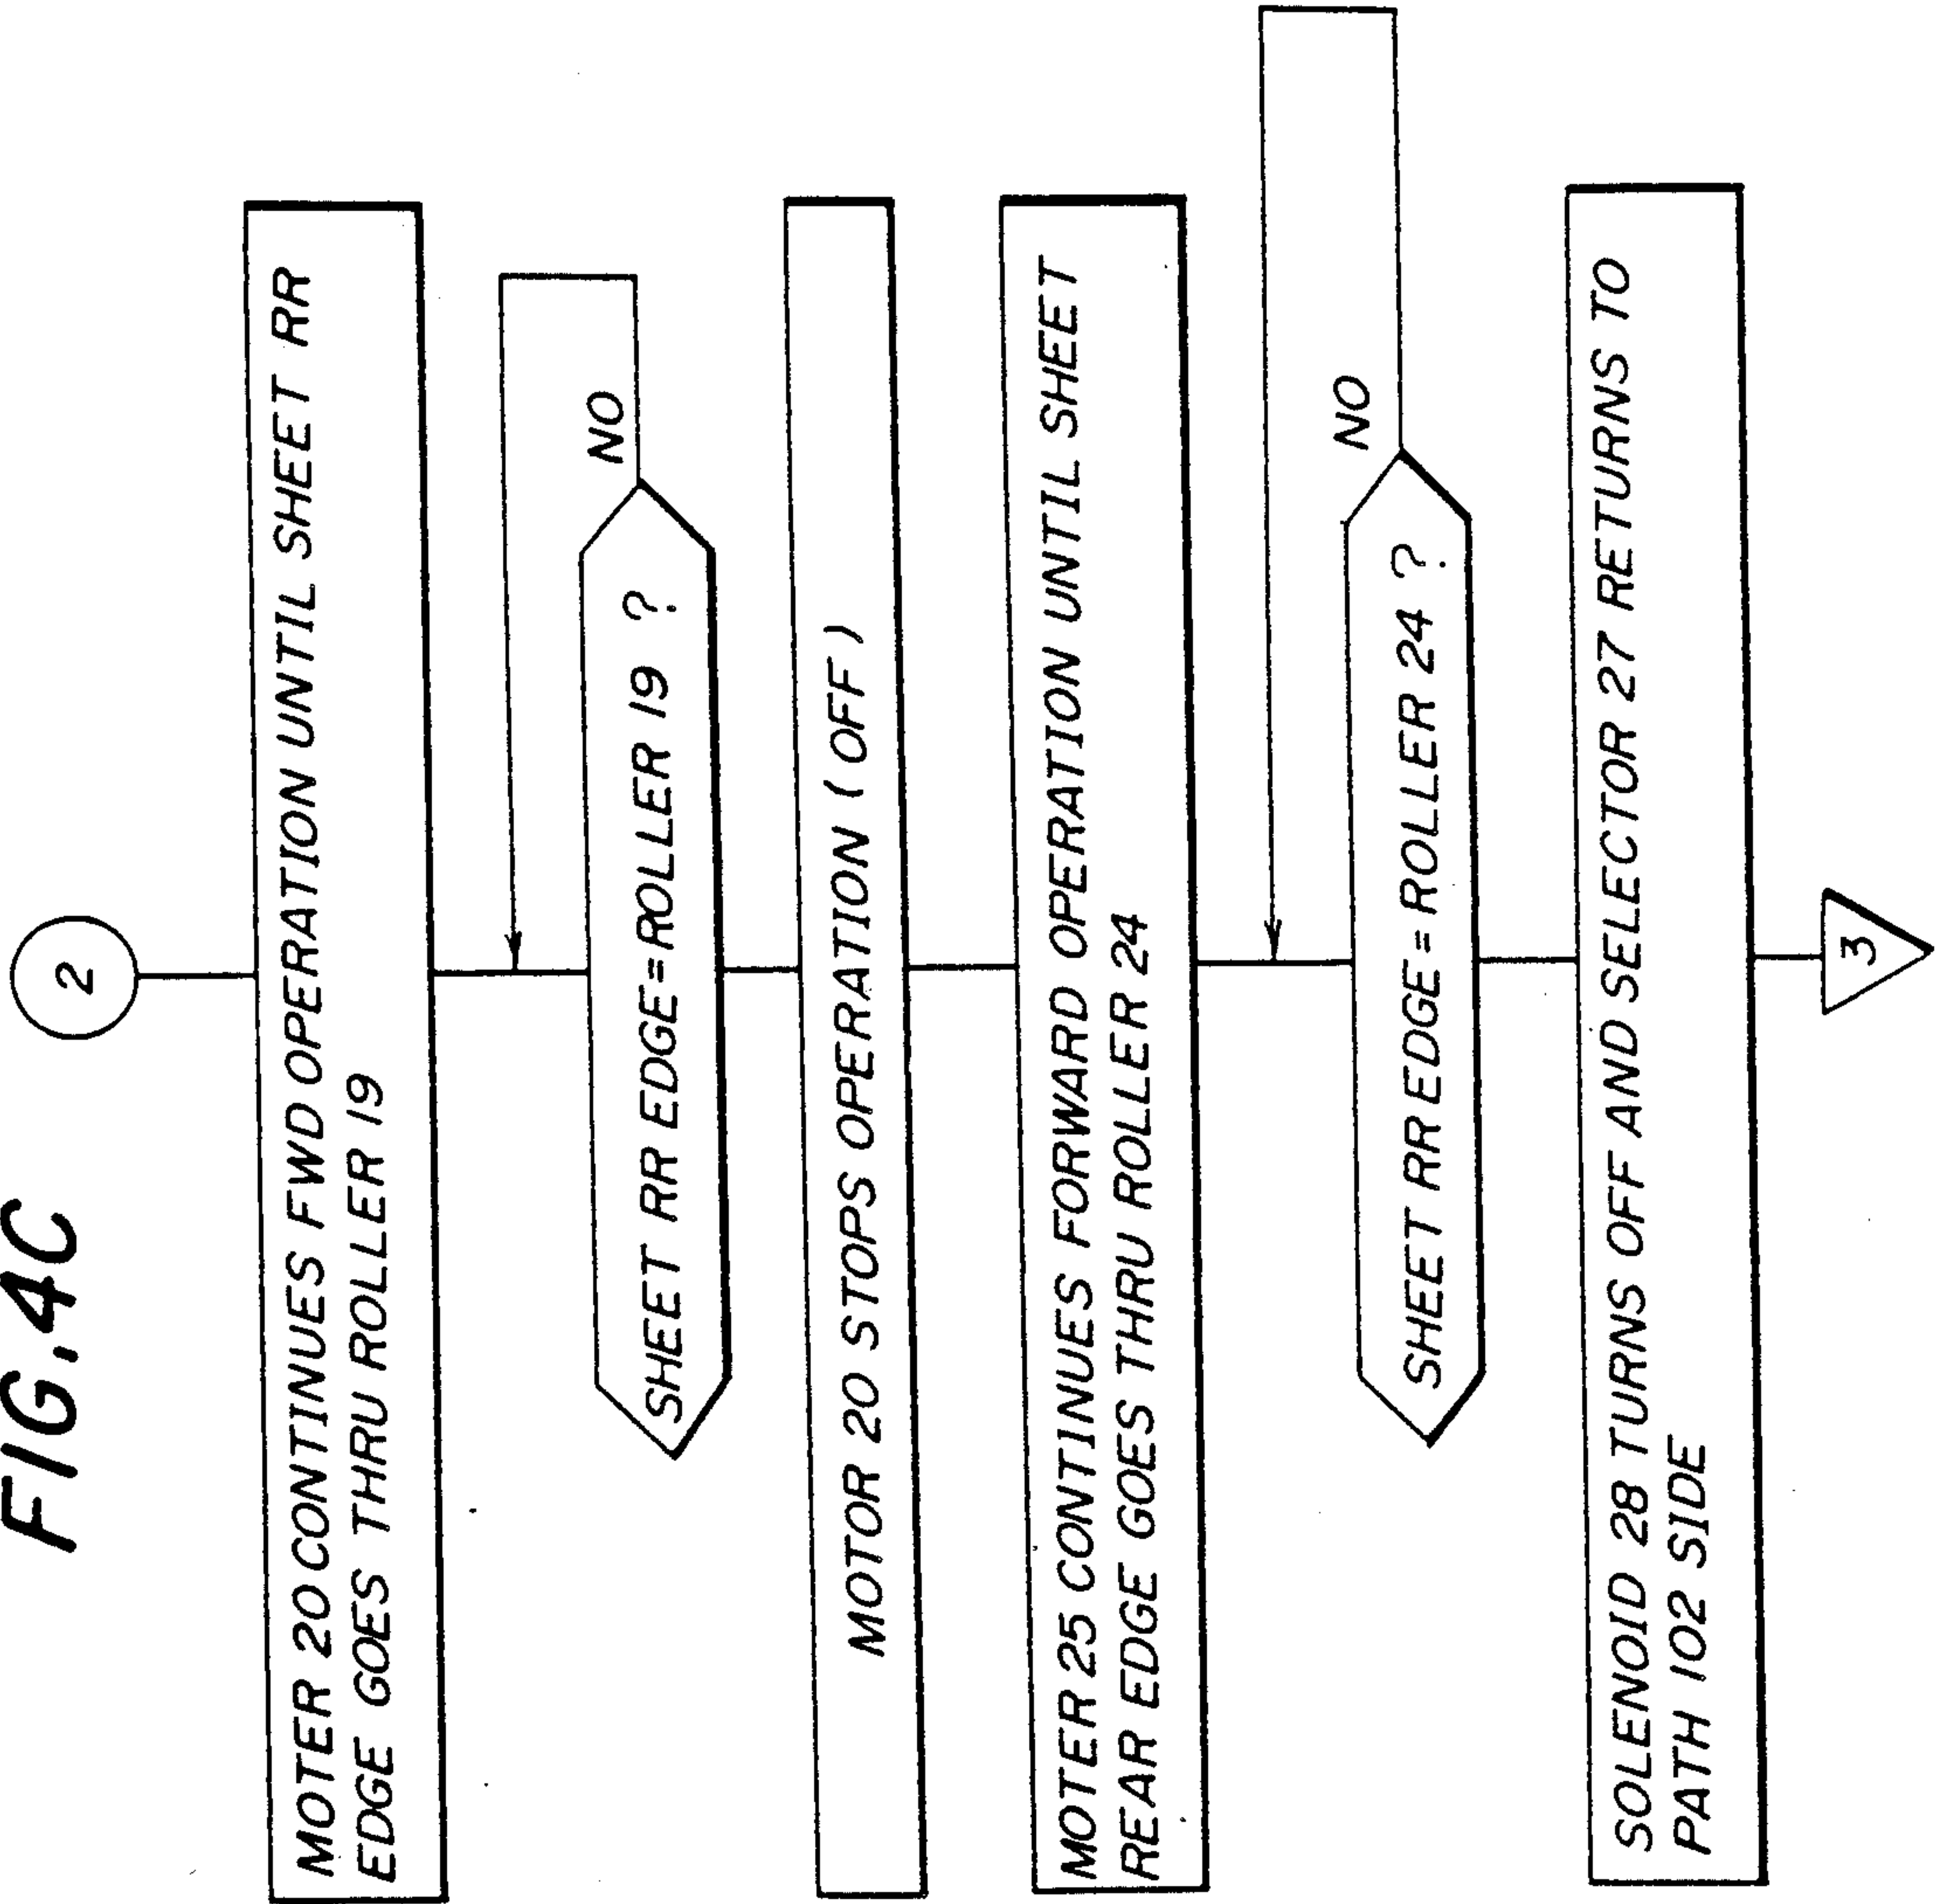 FIG. 4C
2
MOTER 20 CONTINUES FWD OPERATION UNTIL SHEET RR
EDGE GOES THRU ROLLER 19
NO
SHEET RR EDGE=ROLLER 19 ?
MOTOR 20 STOPS OPERATION (OFF)
MOTER 25 CONTINUES FORWARD OPERATION UNTIL SHEET
REAR EDGE GOES THRU ROLLER 24
NO
SHEET RR EDGE=ROLLER 24 ?
SOLENOID 28 TURNS OFF AND SELECTOR 27 RETURNS TO
PATH 102 SIDE
3